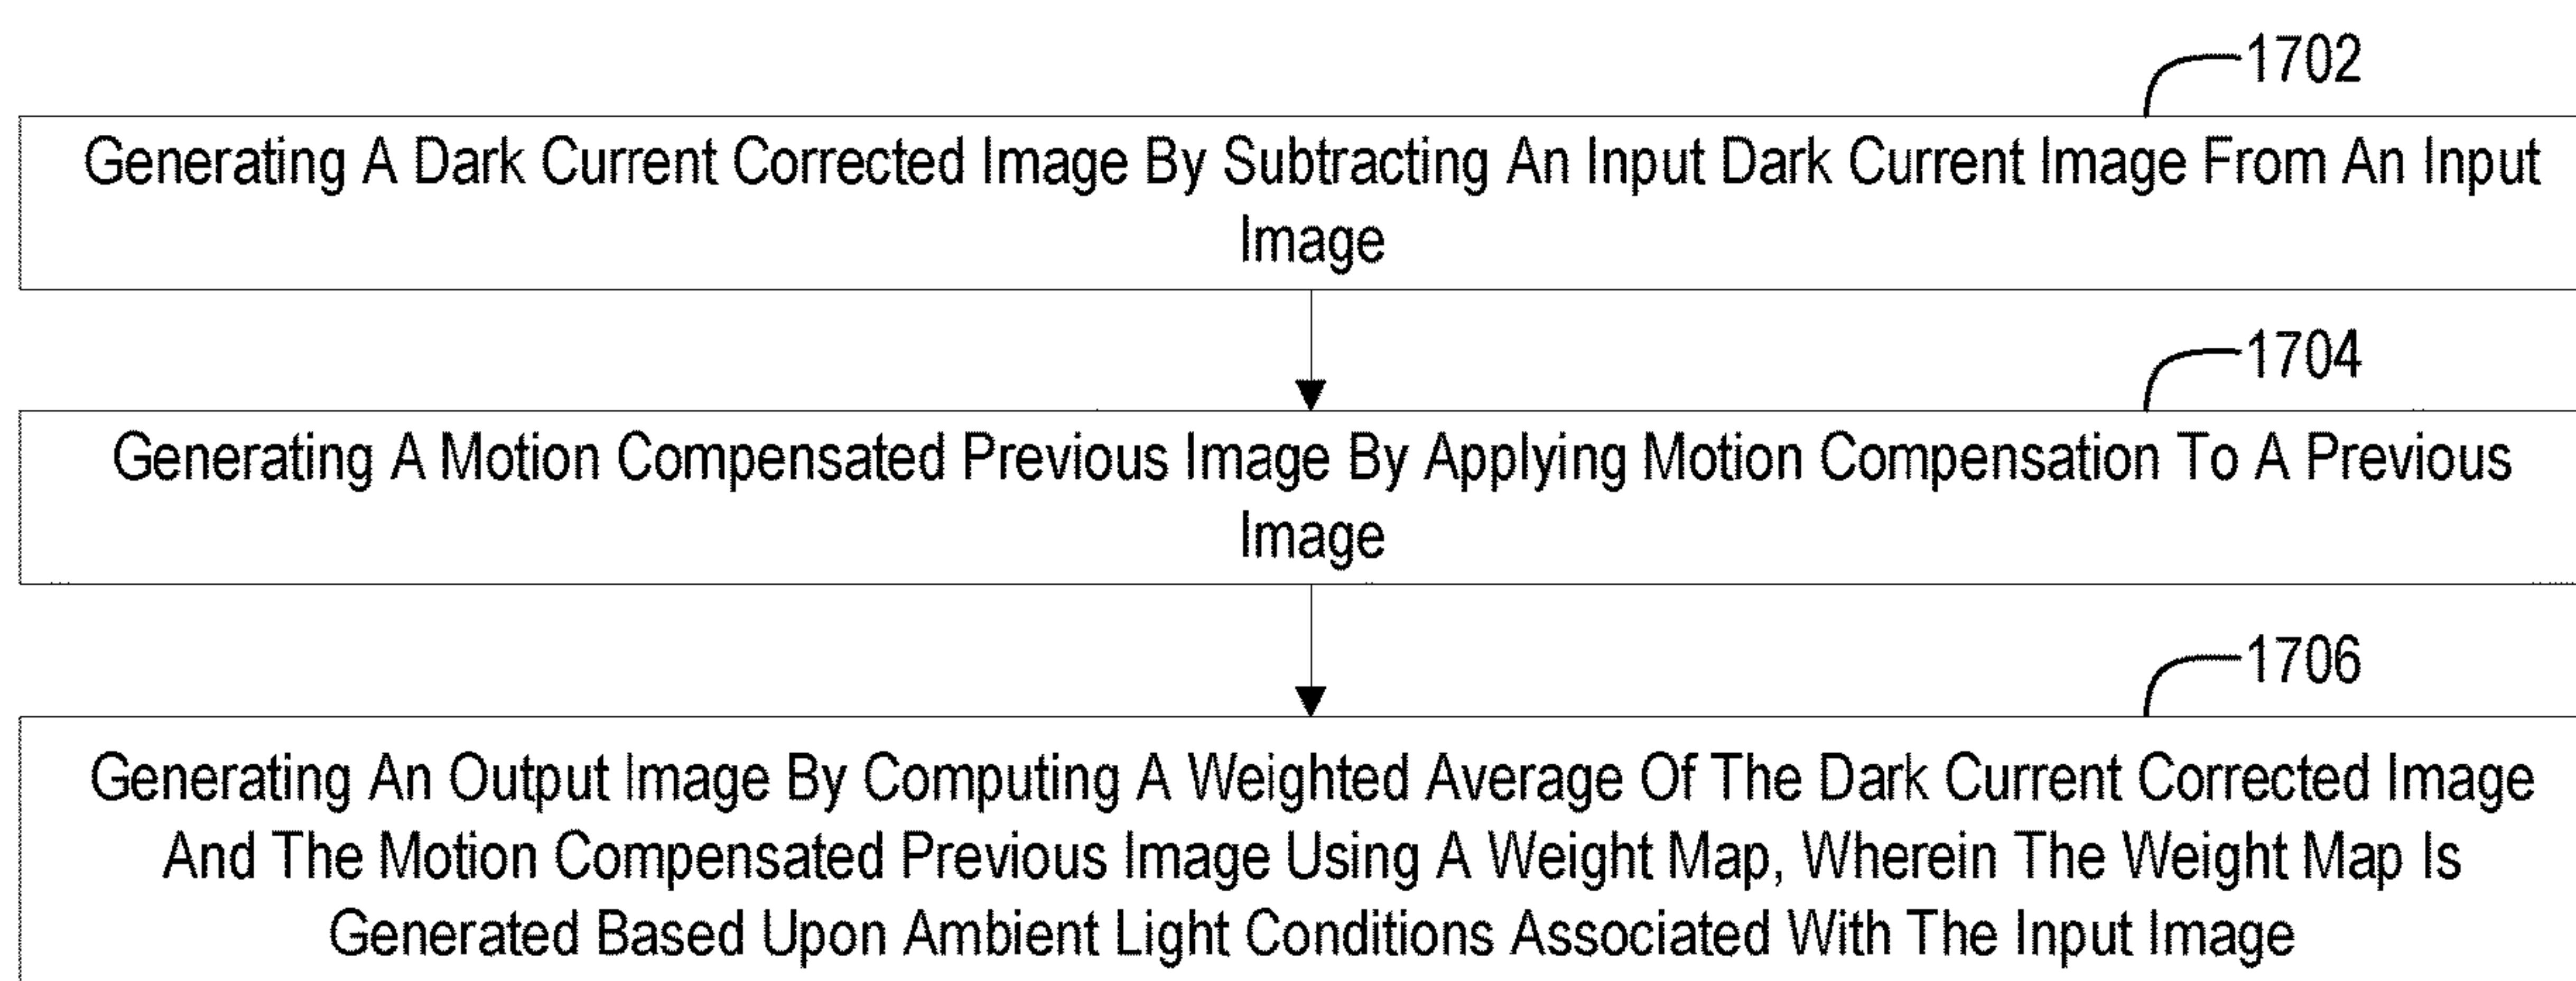 1702
Generating A Dark Current Corrected Image By Subtracting An Input Dark Current Image From An Input
Image
1704
Generating A Motion Compensated Previous Image By Applying Motion Compensation To A Previous
Image
1706
Generating An Output Image By Computing A Weighted Average Of The Dark Current Corrected Image
And The Motion Compensated Previous Image Using A Weight Map, Wherein The Weight Map Is
Generated Based Upon Ambient Light Conditions Associated With The Input Image